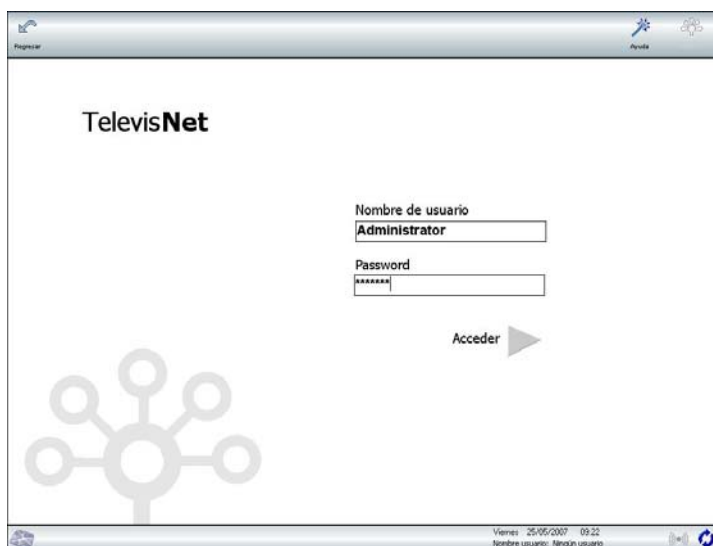 Regresar
Ayuda
TelevisNet
Nombre de usuario
Administrator
Password
*******
Acceder
Viernes 25/05/2007 09:22
Nombre usuario: Ningún usuario